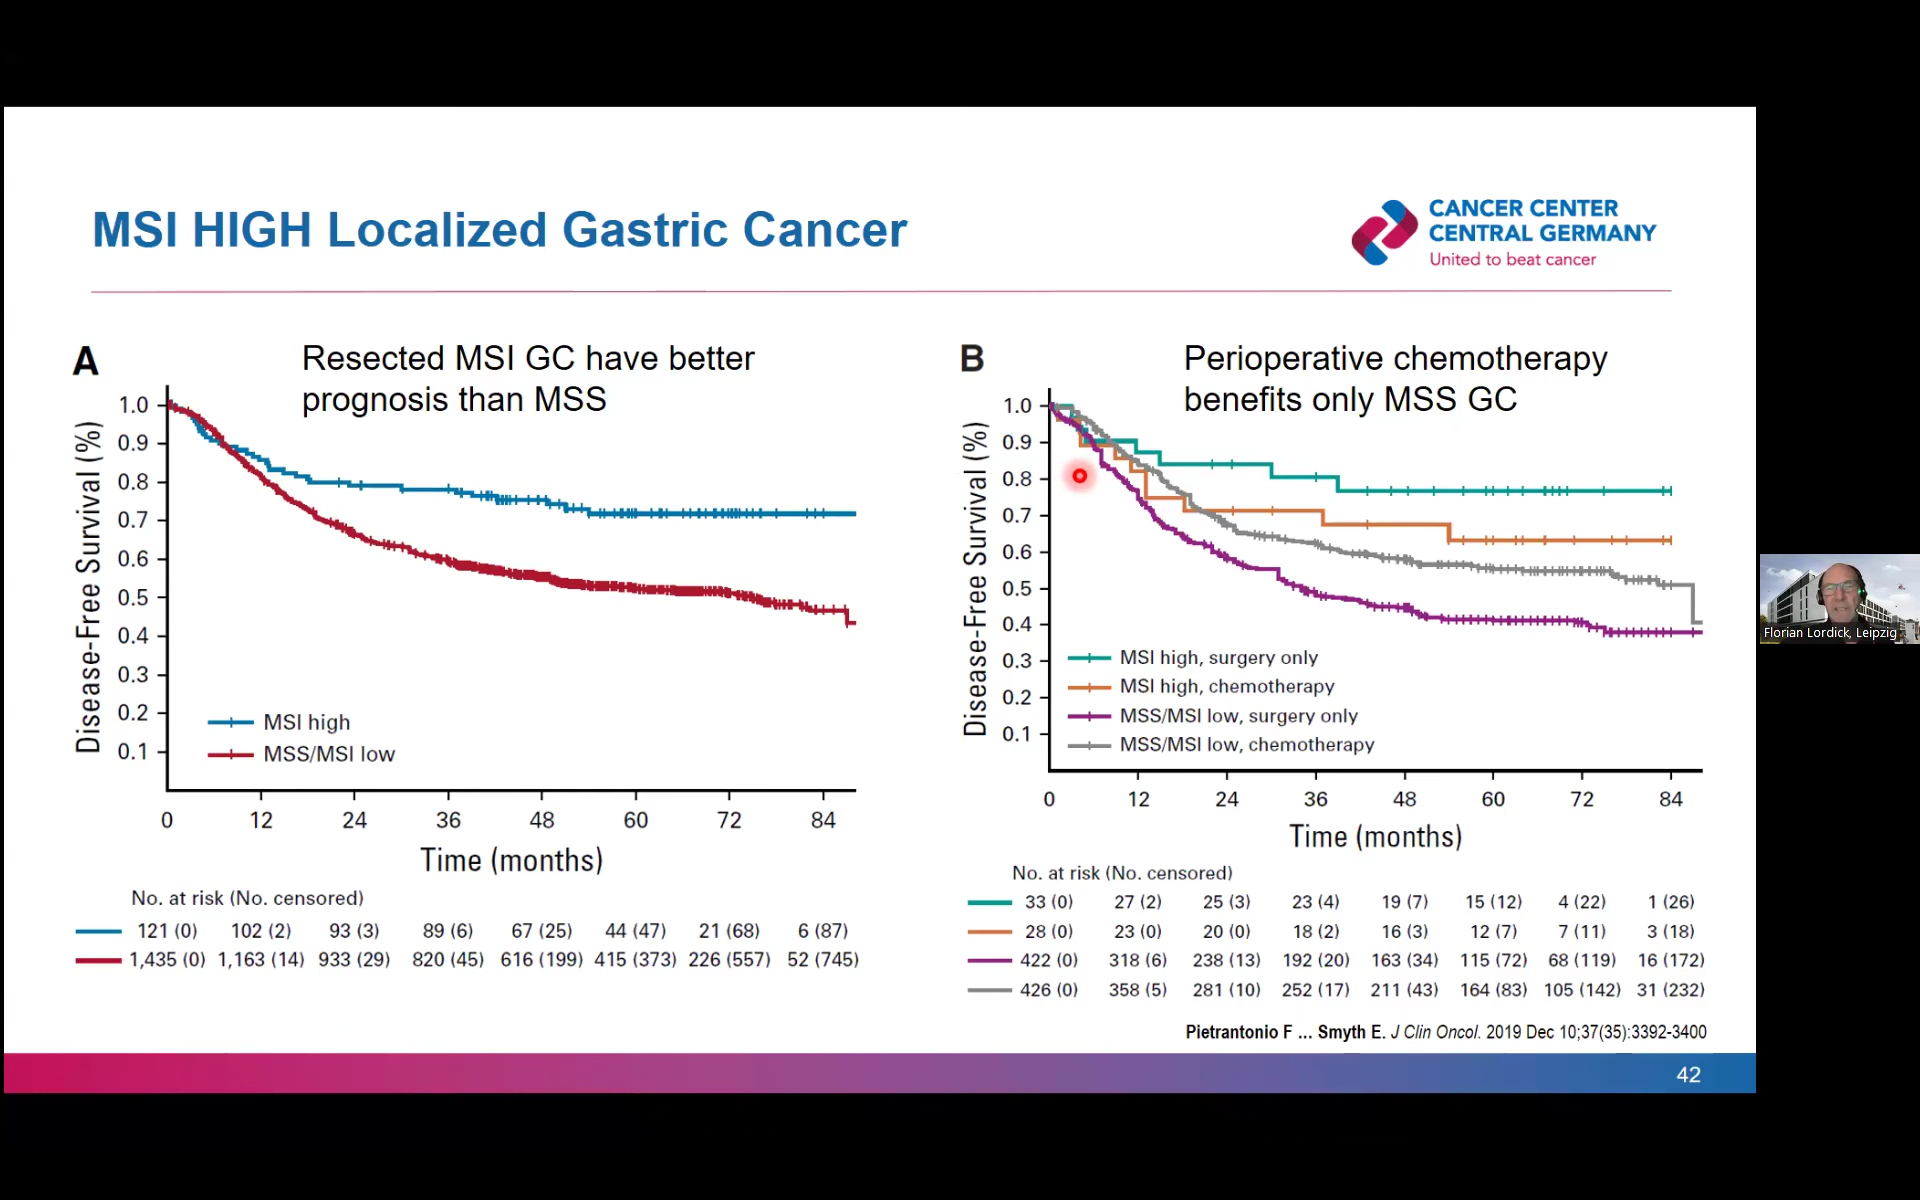 MSI HIGH Localized Gastric Cancer
CANCER CENTER
CENTRAL GERMANY
United to beat cancer
A
Resected MSI GC have better
prognosis than MSS
Disease-Free Survival (%)
1.0
0.9
0.8
0.7
0.6
0.5
0.4
0.3
0.2
0.1
MSI high
MSS/MSI low
0 12 24 36 48 60 72 84
Time (months)
No. at risk (No. censored)
121 (0) 102 (2) 93 (3) 89 (6) 67 (25) 44 (47) 21 (68) 6 (87)
1,435 (0) 1,163 (14) 933 (29) 820 (45) 616 (199) 415 (373) 226 (557) 52 (745)
B
Perioperative chemotherapy
benefits only MSS GC
Disease-Free Survival (%)
1.0
0.9
0.8
0.7
0.6
0.5
0.4
0.3
0.2
0.1
MSI high, surgery only
MSI high, chemotherapy
MSS/MSI low, surgery only
MSS/MSI low, chemotherapy
0 12 24 36 48 60 72 84
Time (months)
No. at risk (No. censored)
33 (0) 27 (2) 25 (3) 23 (4) 19 (7) 15 (12) 4 (22) 1 (26)
28 (0) 23 (0) 20 (0) 18 (2) 16 (3) 12 (7) 7 (11) 3 (18)
422 (0) 318 (6) 238 (13) 192 (20) 163 (34) 115 (72) 68 (119) 16 (172)
426 (0) 358 (5) 281 (10) 252 (17) 211 (43) 164 (83) 105 (142) 31 (232)
Pietrantonio F ... Smyth E. J Clin Oncol. 2019 Dec 10;37(35):3392-3400
42
Florian Lordick, Leipzig